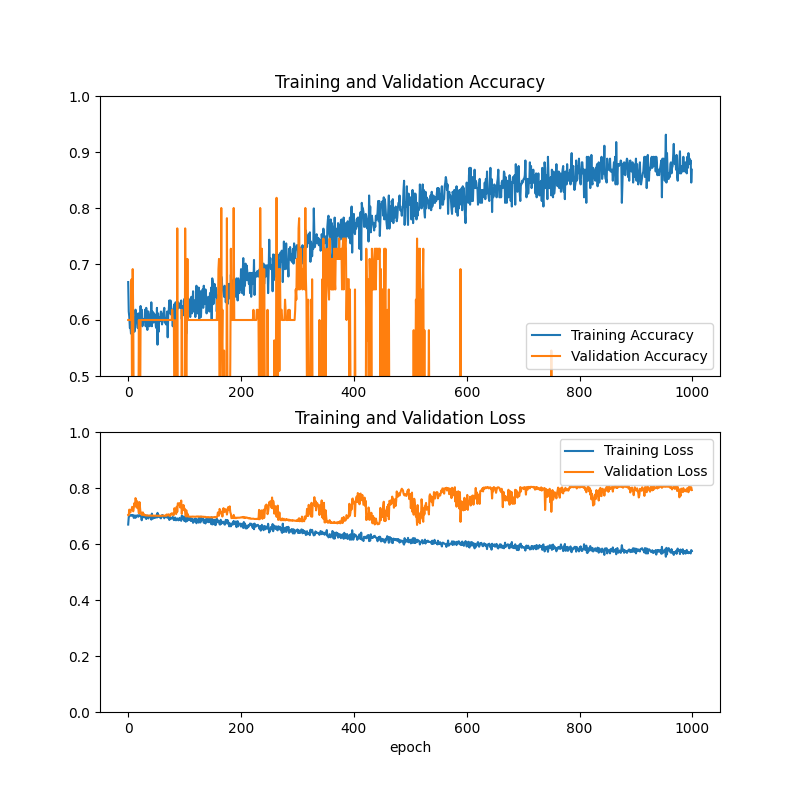 Training and Validation Accuracy
1.0
0.9
0.8
0.7
0.6
0.5
Training Accuracy
Validation Accuracy
0 200 400 600 800 1000
Training and Validation Loss
1.0
0.8
0.6
0.4
0.2
0.0
Training Loss
Validation Loss
0 200 400 600 800 1000
epoch